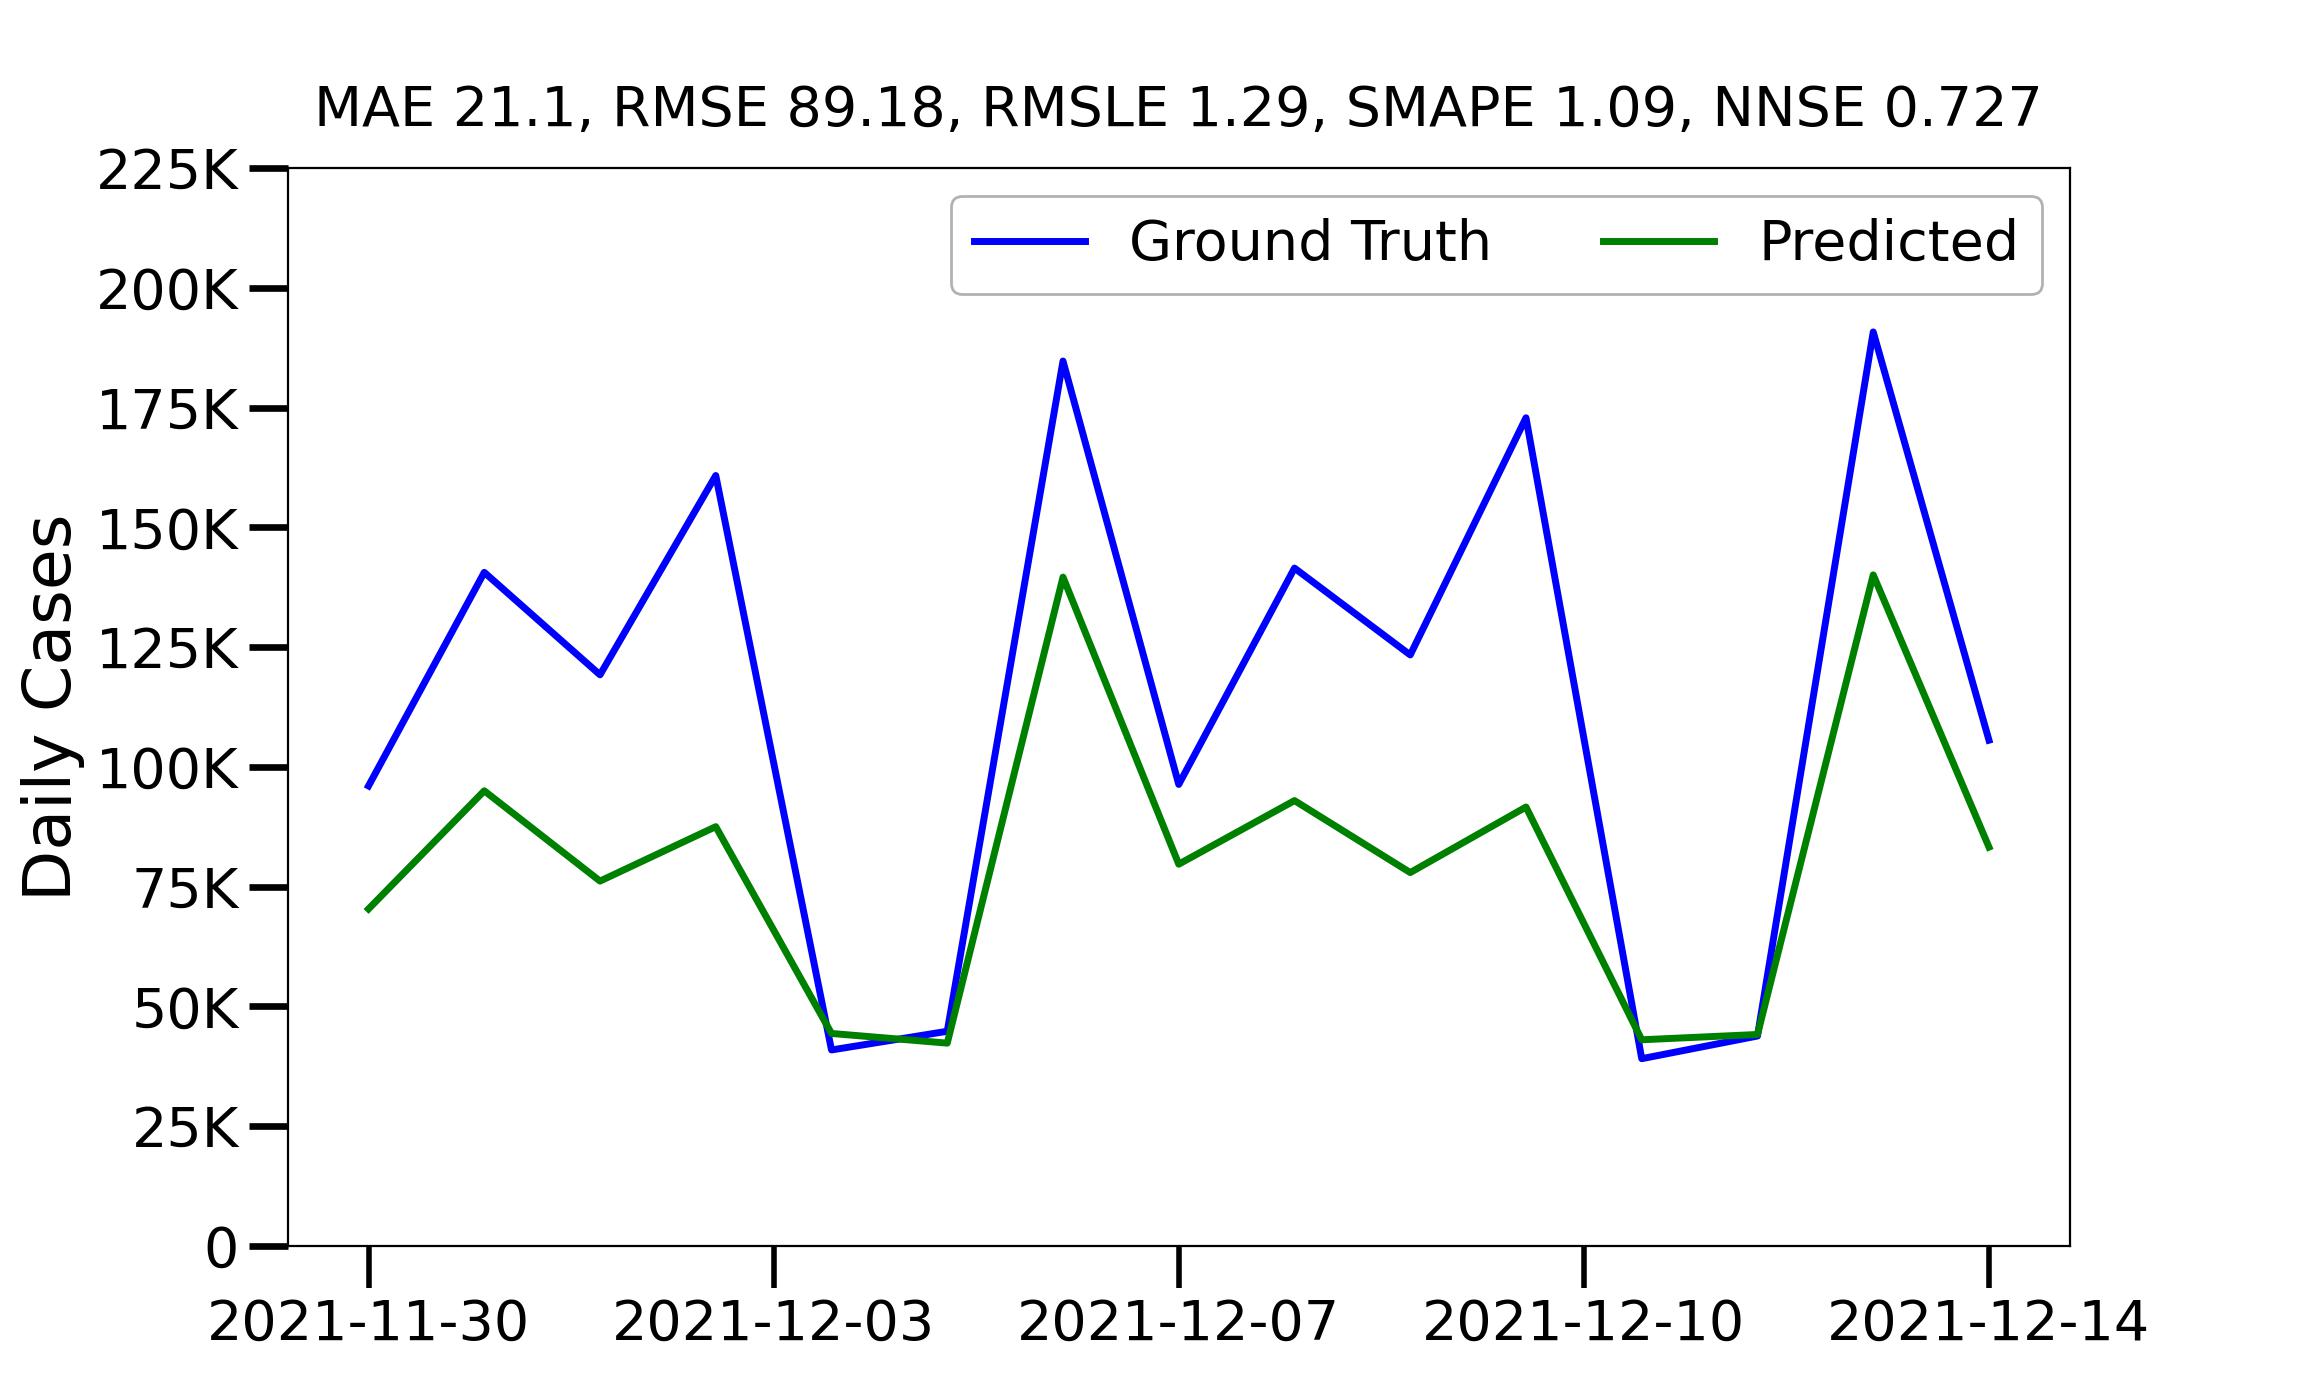 MAE 21.1, RMSE 89.18, RMSLE 1.29, SMAPE 1.09, NNSE 0.727
Ground Truth
Predicted
Daily Cases
225K
200K
175K
150K
125K
100K
75K
50K
25K
0
2021-11-30
2021-12-03
2021-12-07
2021-12-10
2021-12-14